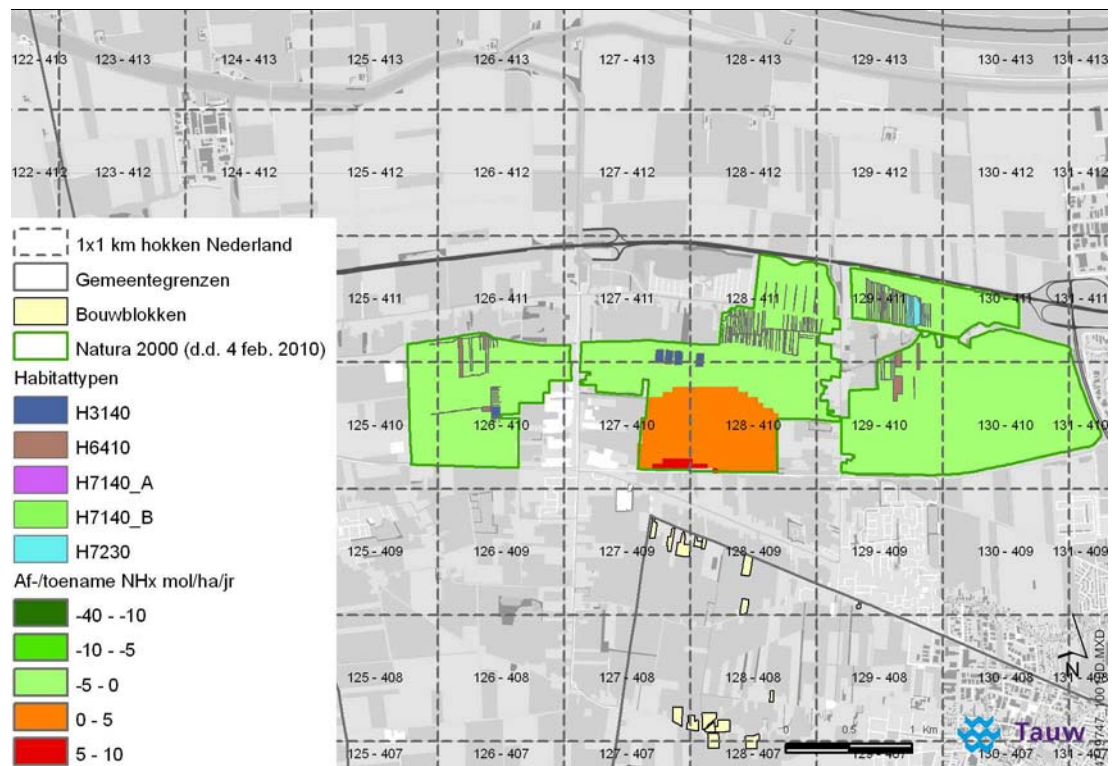 122 - 413 123 - 413 124 - 413 125 - 413 126 - 413 127 - 413 128 - 413 129 - 413 130 - 413 131 - 413
122 - 412 123 - 412 124 - 412 125 - 412 126 - 412 127 - 412 128 - 412 129 - 412 130 - 412 131 - 412
125 - 411 126 - 411 127 - 411 128 - 411 129 - 411 130 - 411 131 - 411
125 - 410 126 - 410 127 - 410 128 - 410 129 - 410 130 - 410 131 - 410
125 - 409 126 - 409 127 - 409 128 - 409 129 - 409 130 - 409 131 - 409
125 - 408 126 - 408 127 - 408 128 - 408 129 - 408 130 - 408 131 - 408
125 - 407 126 - 407 127 - 407 128 - 407 129 - 407 130 - 407 131 - 407
1x1 km hokken Nederland
Gemeentegrenzen
Bouwblokken
Natura 2000 (d.d. 4 feb. 2010)
Habitattypen
H3140
H6410
H7140_A
H7140_B
H7230
Af-/toename NHx mol/ha/jr
-40 - -10
-10 - -5
-5 - 0
0 - 5
5 - 10
N
0 0.5 1 Km
Tauw